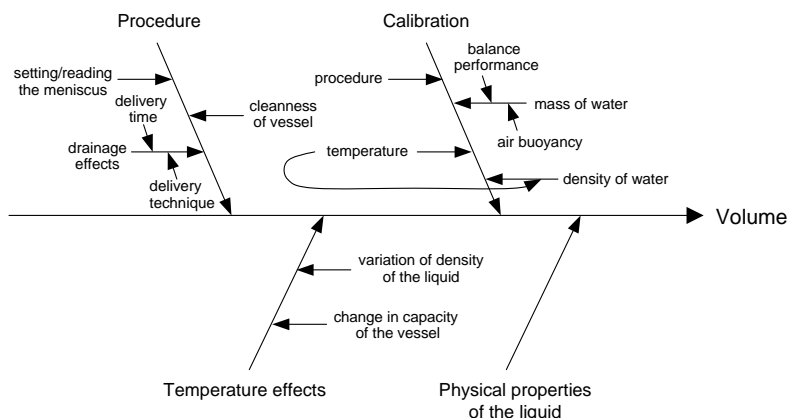 Procedure
Calibration
setting/reading
the meniscus
delivery
time
drainage
effects
delivery
technique
cleanness
of vessel
procedure
balance
performance
mass of water
air buoyancy
temperature
density of water
Volume
variation of density
of the liquid
change in capacity
of the vessel
Temperature effects
Physical properties
of the liquid